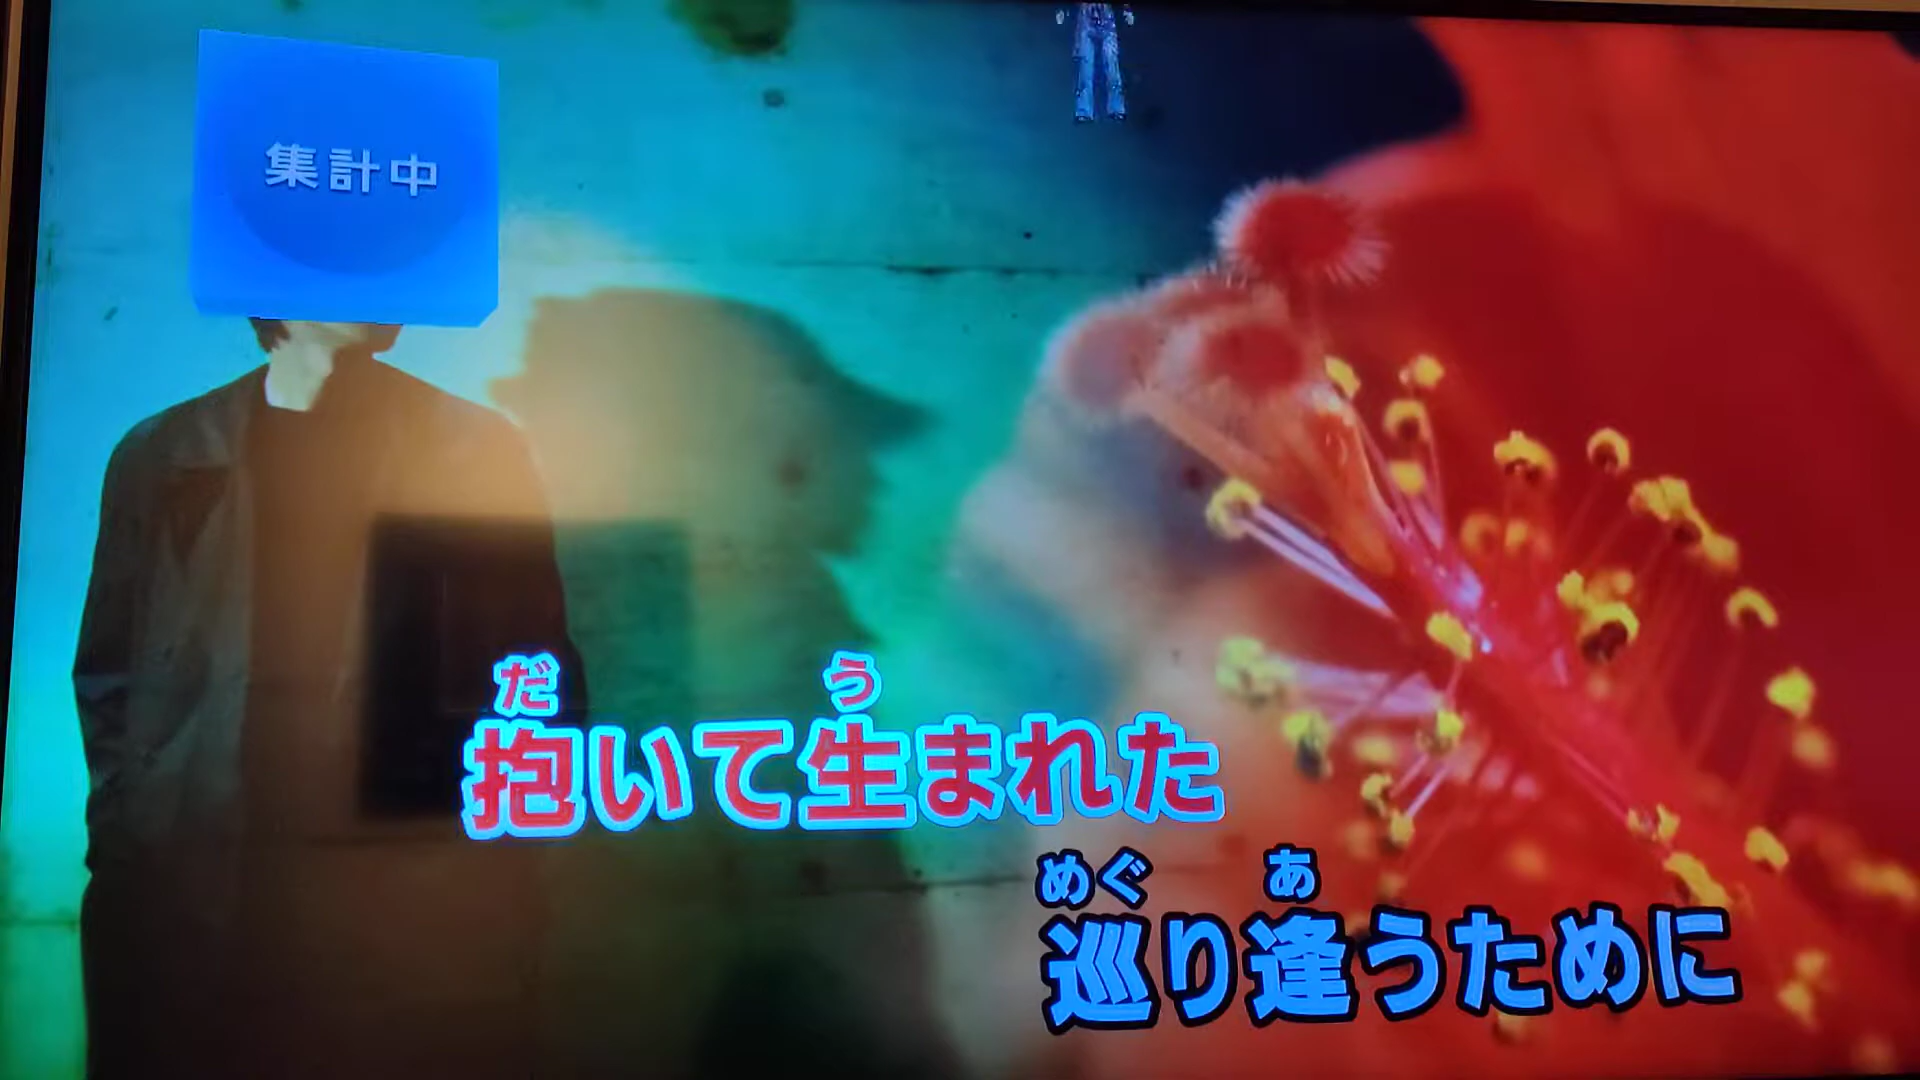 集計中
だ う
抱いて生まれた
めぐ あ
巡り逢うために